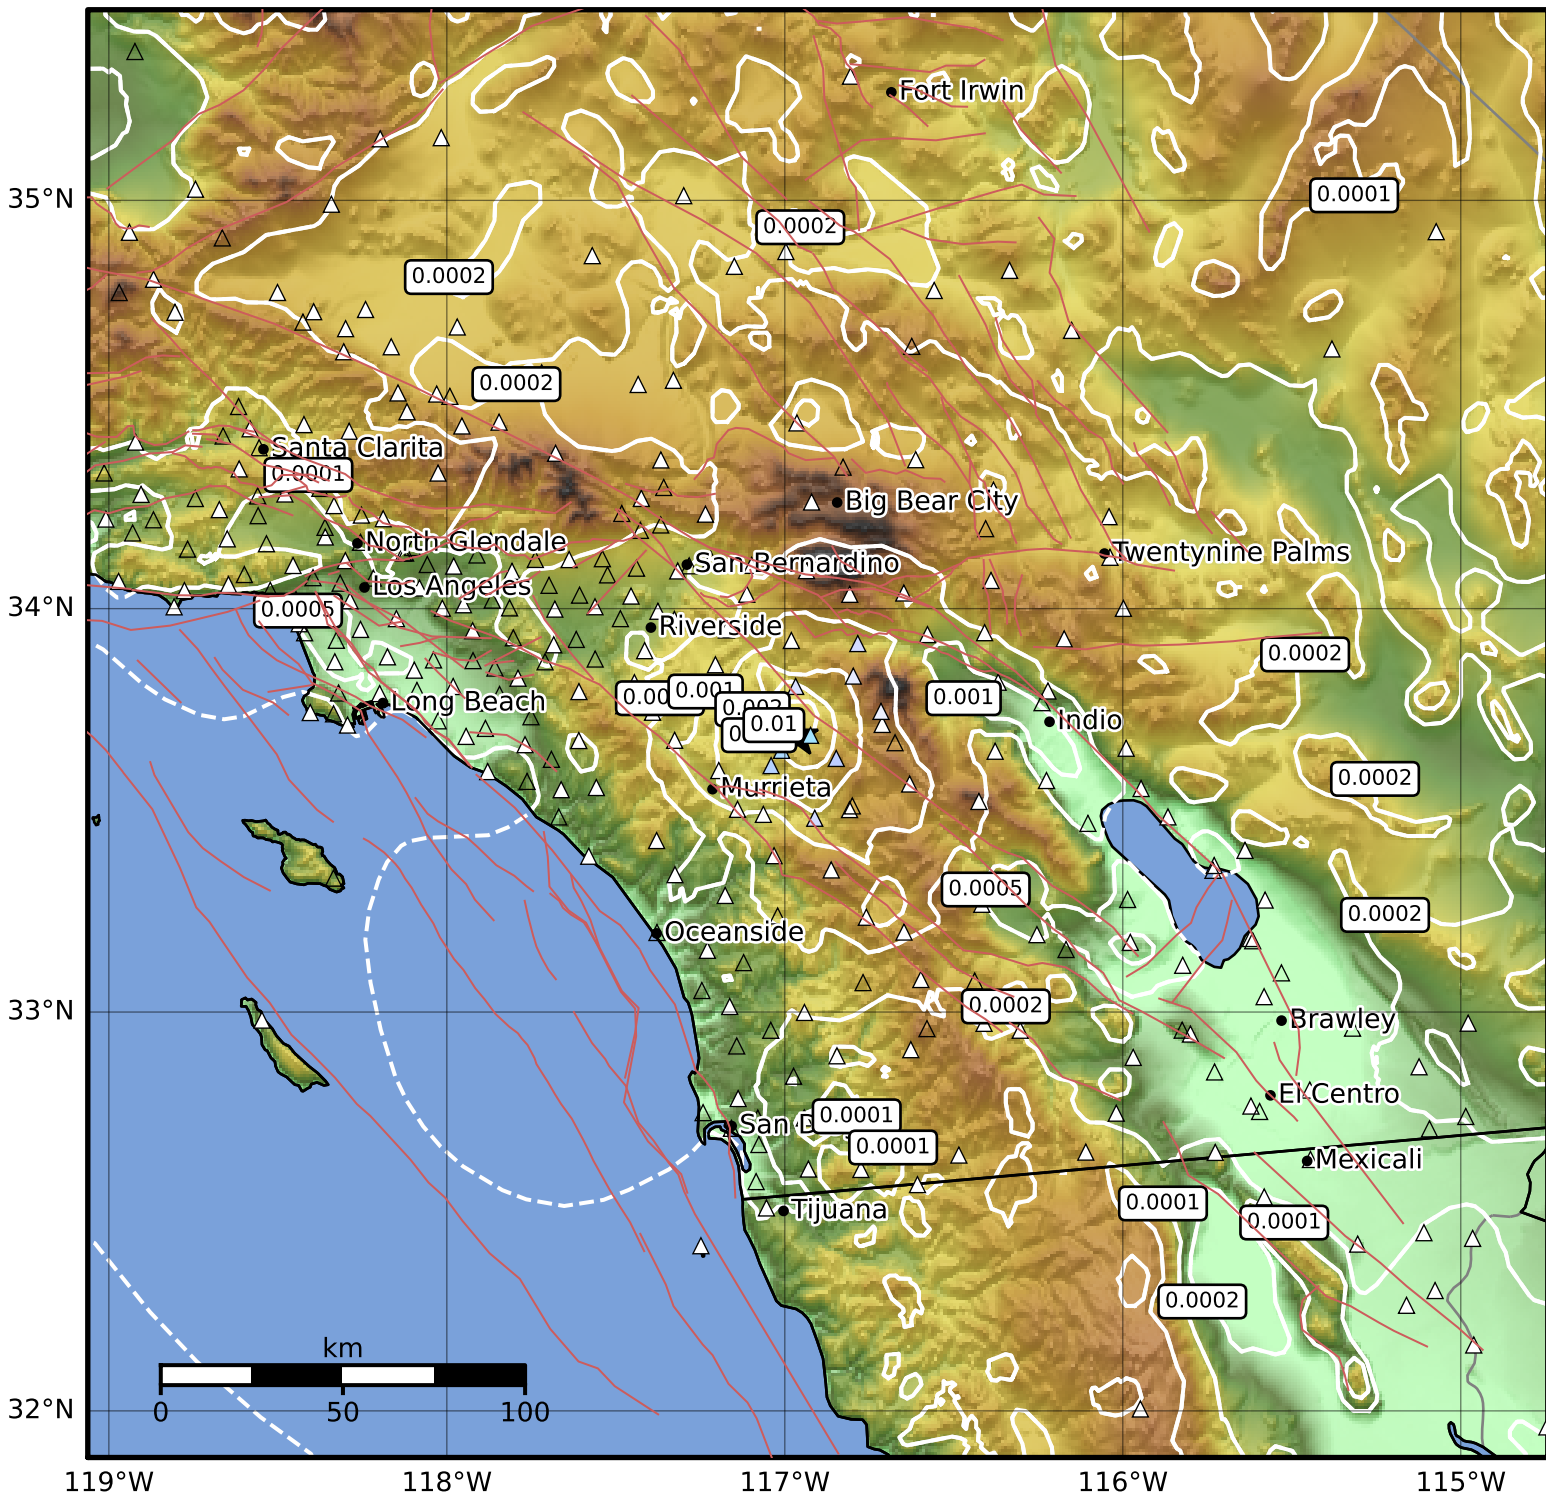 Fort Irwin
35°N
0.0001
0.0002
0.0002
0.0002
Santa Clarita
0.0001
Big Bear City
North Glendale
Twentynine Palms
San Bernardino
Los Angeles
34°N
0.0005
Riverside
0.0002
0.001
0.001
Long Beach
Indio
0.01
0.0002
Murrieta
0.0005
0.0002
Oceanside
33°N
0.0002
Brawley
El Centro
0.0001
San
0.0001
Mexicali
0.0001
Tijuana
0.0001
0.0002
km
0 50 100
32°N
119°W 118°W 117°W 116°W 115°W